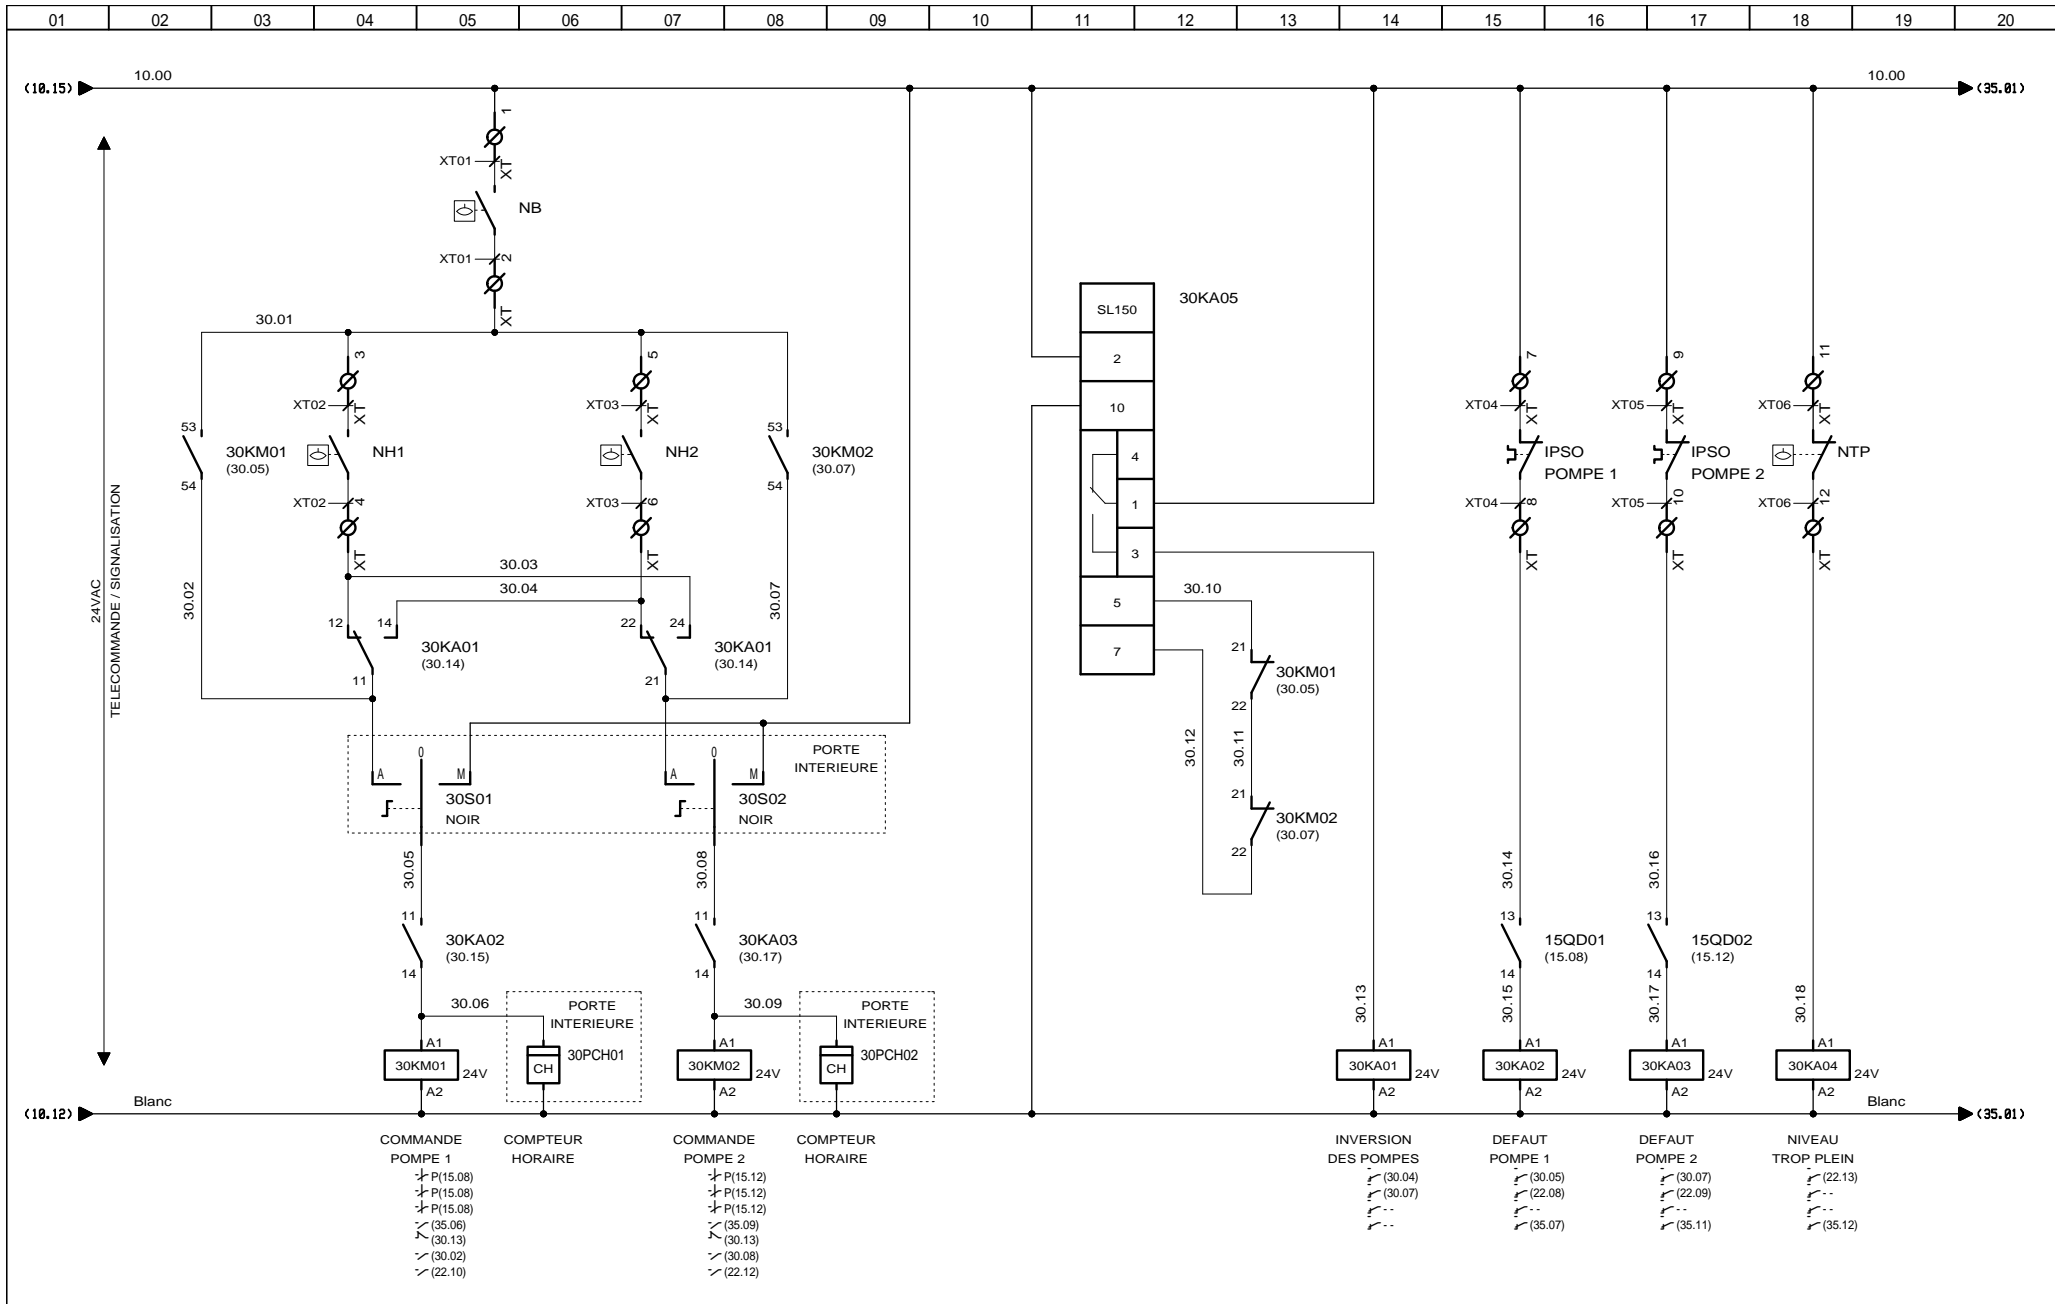 01 02 03 04 05 06 07 08 09 10 11 12 13 14 15 16 17 18 19 20
(10.15) 10.00 10.00 (35.01)
1
XT01 XT
NB
XT01 2
XT
30.01
SL150 30KA05
2
10
4
1
3
5
7
3 5 7 9 11
XT02 XT XT03 XT XT04 XT XT05 XT XT06 XT
53 53
30KM01 NH1 NH2 30KM02 IPSO IPSO NTP
(30.05) (30.07) POMPE 1 POMPE 2
54 54
XT02 4 XT03 6 XT04 8 XT05 10 XT06 12
XT XT XT XT XT
24VAC
TELECOMMANDE / SIGNALISATION
30.02 30.03 30.07
30.04
30.10
12 14 22 24
30KA01 30KA01
(30.14) (30.14)
11 21
21
30KM01
(30.05)
22
30.12 30.11
21
30KM02
(30.07)
22
PORTE
INTERIEURE
0 0
A M A M
30S01 30S02
NOIR NOIR
30.05 30.08 30.14 30.16
11 11 13 13
30KA02 30KA03 15QD01 15QD02
(30.15) (30.17) (15.08) (15.12)
14 14 14 14
30.06 30.09 30.13 30.15 30.17 30.18
PORTE PORTE
INTERIEURE INTERIEURE
A1 A1 A1 A1 A1 A1
30PCH01 30PCH02
30KM01 24V CH 30KM02 24V CH 30KA01 24V 30KA02 24V 30KA03 24V 30KA04 24V
A2 A2 A2 A2 A2 A2
(10.12) Blanc Blanc (35.01)
COMMANDE COMPTEUR COMMANDE COMPTEUR INVERSION DEFAUT DEFAUT NIVEAU
POMPE 1 HORAIRE POMPE 2 HORAIRE DES POMPES POMPE 1 POMPE 2 TROP PLEIN
P(15.08) P(15.12) (30.04) (30.05) (30.07) (22.13)
P(15.08) P(15.12) (30.07) (22.08) (22.09) --
P(15.08) P(15.12) -- -- -- --
(35.06) (35.09) -- (35.07) (35.11) (35.12)
(30.13) (30.13)
(30.02) (30.08)
(22.10) (22.12)